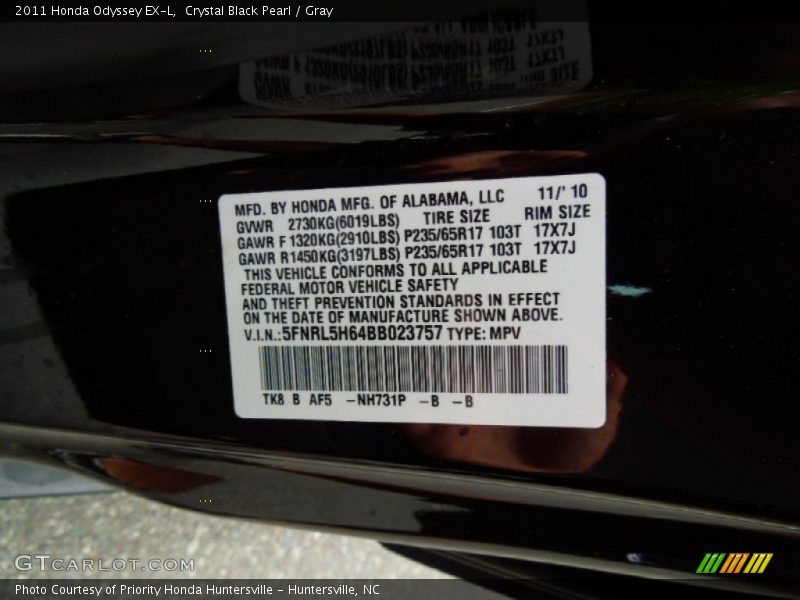 2011 Honda Odyssey EX-L, Crystal Black Pearl / Gray
MFD. BY HONDA MFG. OF ALABAMA, LLC 11/' 10
GVWR 2730KG(6019LBS) TIRE SIZE RIM SIZE
GAWR F 1320KG(2910LBS) P235/65R17 103T 17X7J
GAWR R1450KG(3197LBS) P235/65R17 103T 17X7J
THIS VEHICLE CONFORMS TO ALL APPLICABLE
FEDERAL MOTOR VEHICLE SAFETY
AND THEFT PREVENTION STANDARDS IN EFFECT
ON THE DATE OF MANUFACTURE SHOWN ABOVE.
V.I.N.:5FNRL5H64BB023757 TYPE: MPV
TK8 B AF5 -NH731P -B -B
GTCARLOT.COM
Photo Courtesy of Priority Honda Huntersville - Huntersville, NC